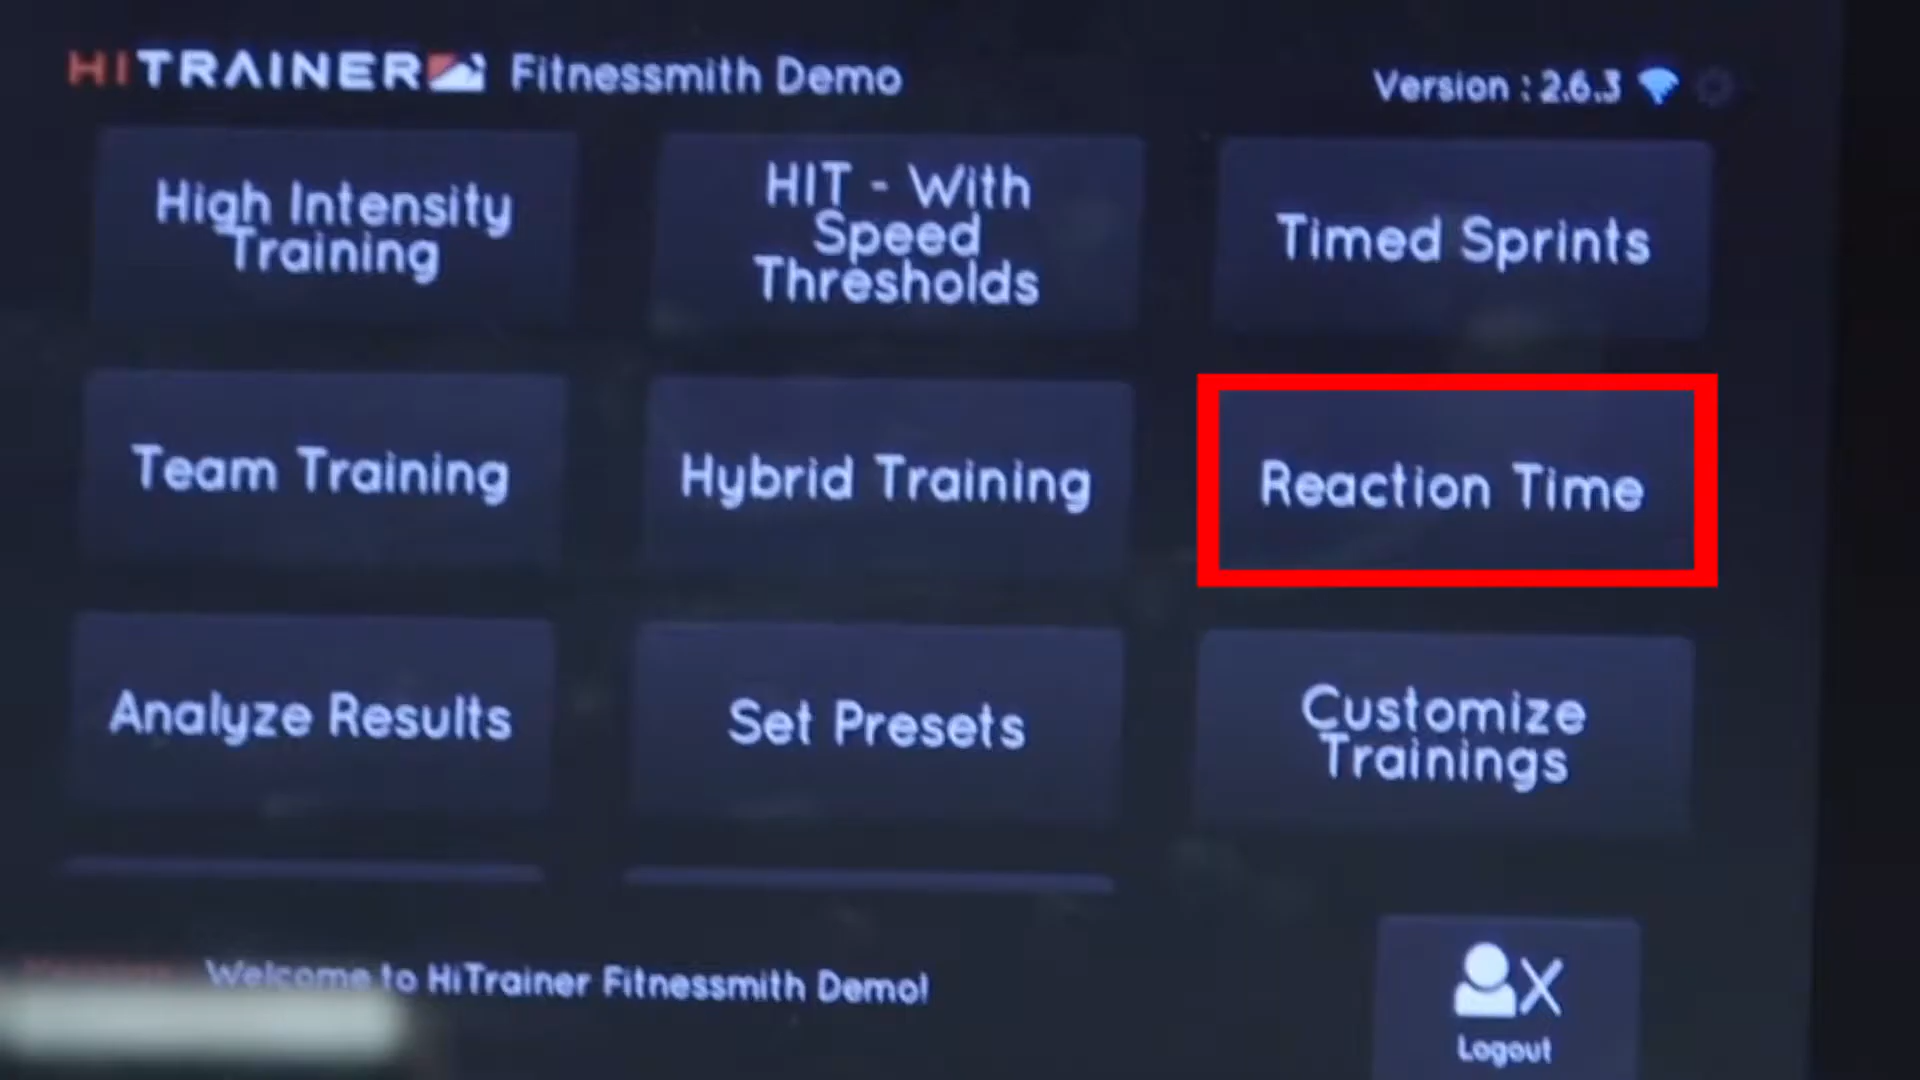 HITRAINER Fitnessmith Demo
Version : 2.6.3
High Intensity
Training
HIT - With
Speed
Thresholds
Timed Sprints
Team Training
Hybrid Training
Reaction Time
Analyze Results
Set Presets
Customize
Trainings
Welcome to HiTrainer Fitnessmith Demo!
Logout